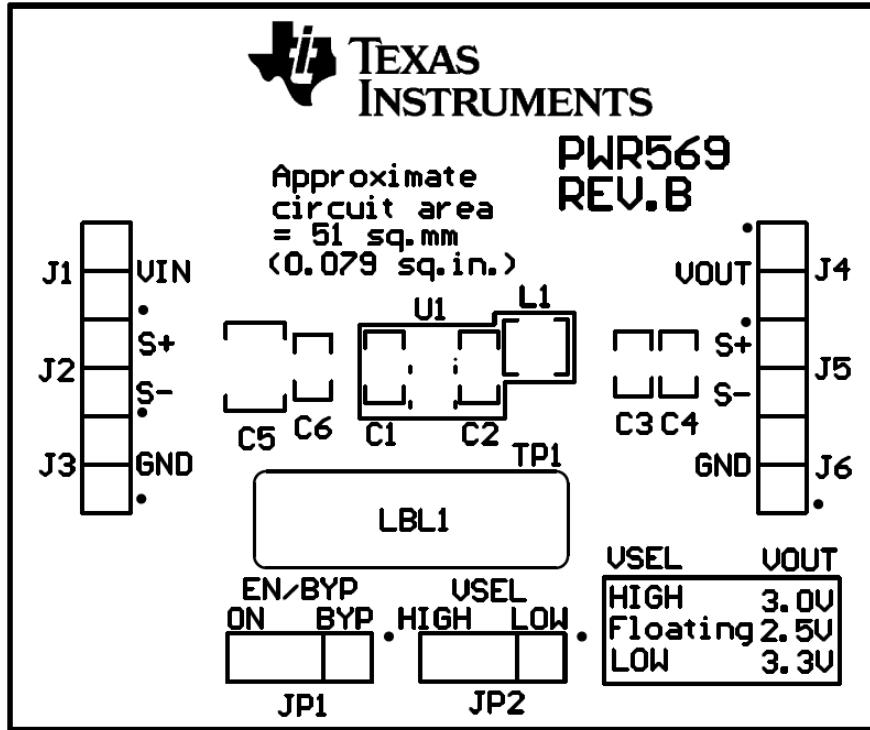 TEXAS
INSTRUMENTS
PWR569
REV.B
Approximate
circuit area
= 51 sq.mm
(0.079 sq.in.)
J1 VIN
VOUT J4
U1 L1
S+
J2
S-
S+
J5
S-
C5 C6 C1 C2 C3 C4
J3 GND
GND J6
TP1
LBL1
EN/BYP
ON BYP
JP1
VSEL
HIGH LOW
JP2
VSEL VOUT
HIGH 3.0V
Floating 2.5V
LOW 3.3V